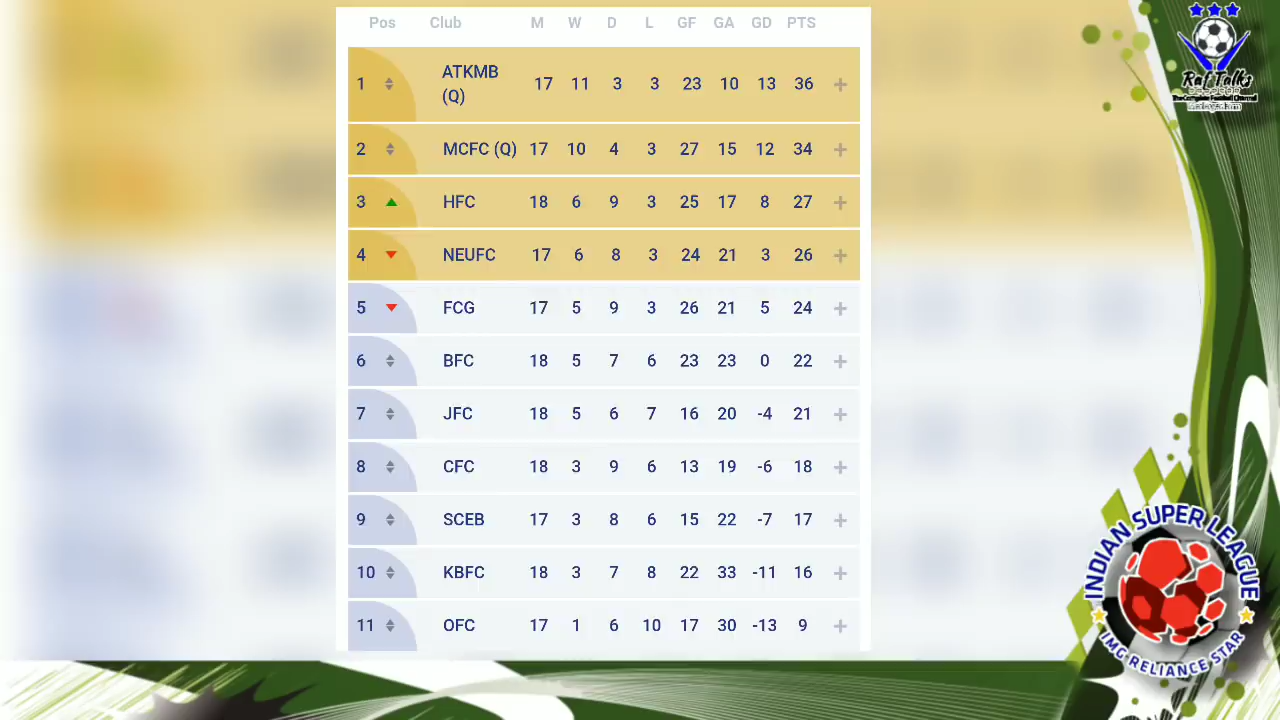 Pos Club M W D L GF GA GD PTS
1 ATKMB (Q) 17 11 3 3 23 10 13 36 +
2 MCFC (Q) 17 10 4 3 27 15 12 34 +
3 HFC 18 6 9 3 25 17 8 27 +
4 NEUFC 17 6 8 3 24 21 3 26 +
5 FCG 17 5 9 3 26 21 5 24 +
6 BFC 18 5 7 6 23 23 0 22 +
7 JFC 18 5 6 7 16 20 -4 21 +
8 CFC 18 3 9 6 13 19 -6 18 +
9 SCEB 17 3 8 6 15 22 -7 17 +
10 KBFC 18 3 7 8 22 33 -11 16 +
11 OFC 17 1 6 10 17 30 -13 9 +
Raf Talks
INDIAN SUPER LEAGUE
IMG RELIANCE STAR